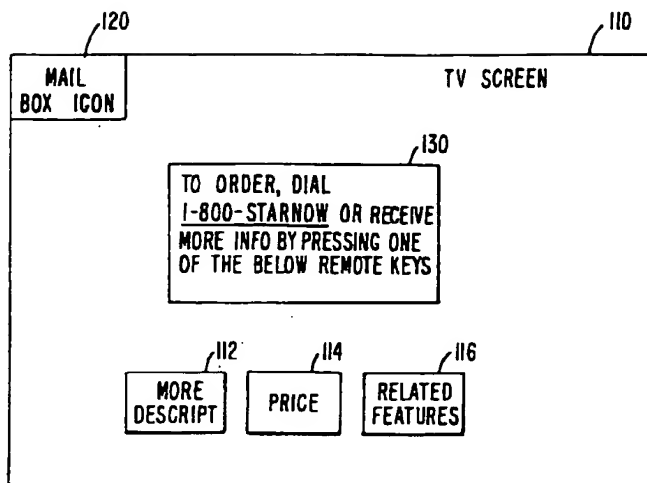 120
110
MAIL
BOX ICON
TV SCREEN
130
TO ORDER, DIAL
1-800-STARNOW OR RECEIVE
MORE INFO BY PRESSING ONE
OF THE BELOW REMOTE KEYS
112
114
116
MORE
DESCRIPT
PRICE
RELATED
FEATURES